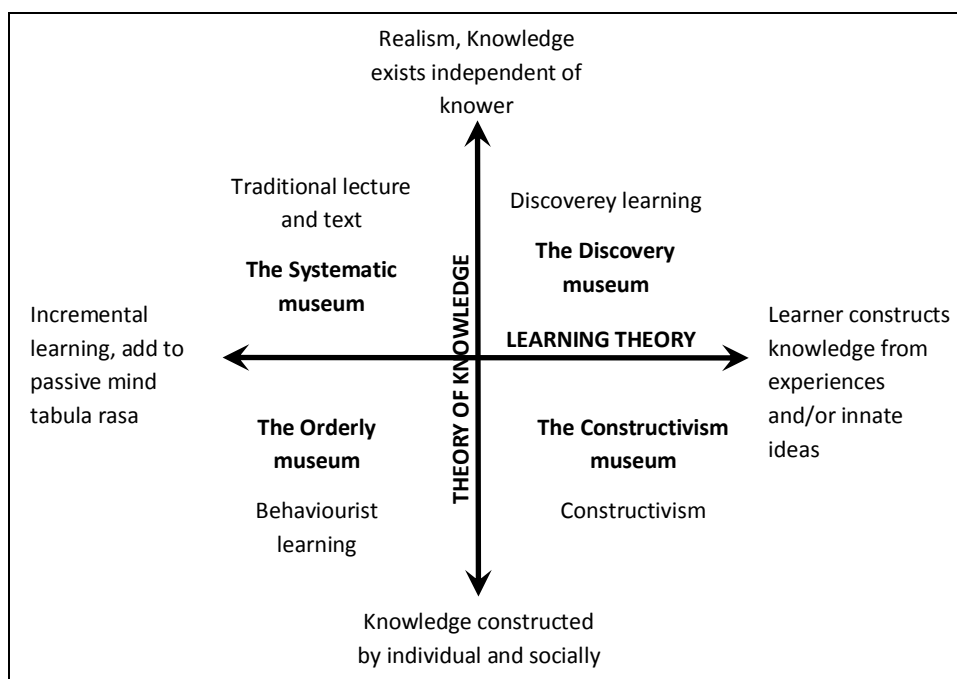 Realism, Knowledge
exists independent of
knower
Traditional lecture
and text
The Systematic
museum
Discoverey learning
The Discovery
museum
Incremental
learning, add to
passive mind
tabula rasa
THEORY OF KNOWLEDGE
LEARNING THEORY
Learner constructs
knowledge from
experiences
and/or innate
ideas
The Orderly
museum
Behaviourist
learning
The Constructivism
museum
Constructivism
Knowledge constructed
by individual and socially